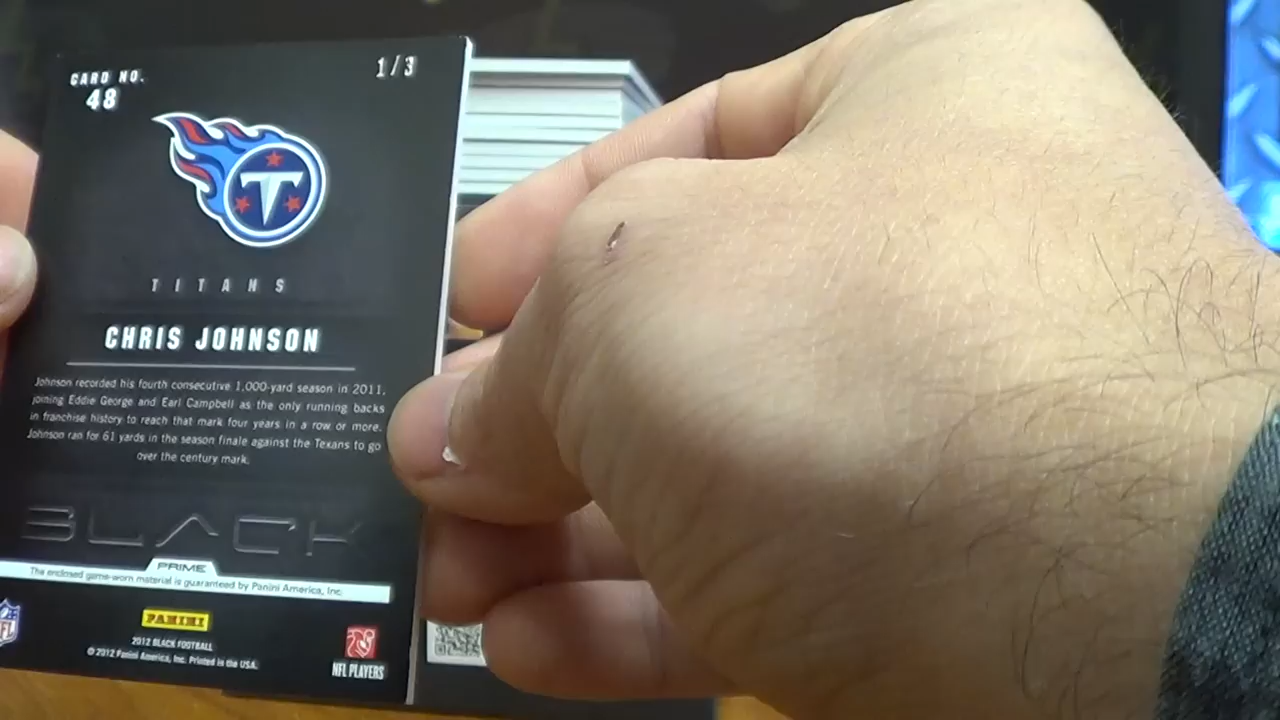 CARD NO.
48
1/3
T
TITANS
CHRIS JOHNSON
Johnson recorded his fourth consecutive 1,000-yard season in 2011,
joining Eddie George and Earl Campbell as the only running backs
in franchise history to reach that mark four years in a row or more.
Johnson ran for 61 yards in the season finale against the Texans to go
over the century mark.
BLACK
PRIME
The enclosed game-worn material is guaranteed by Panini America, Inc.
NFL
PANINI
2012 BLACK FOOTBALL
© 2012 Panini America, Inc. Printed in the USA.
NFL PLAYERS